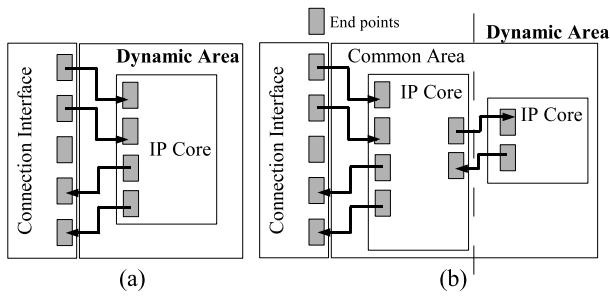 End points
Dynamic Area
Dynamic Area
Common Area
IP Core
IP Core
IP Core
Connection Interface
Connection Interface
(a)
(b)